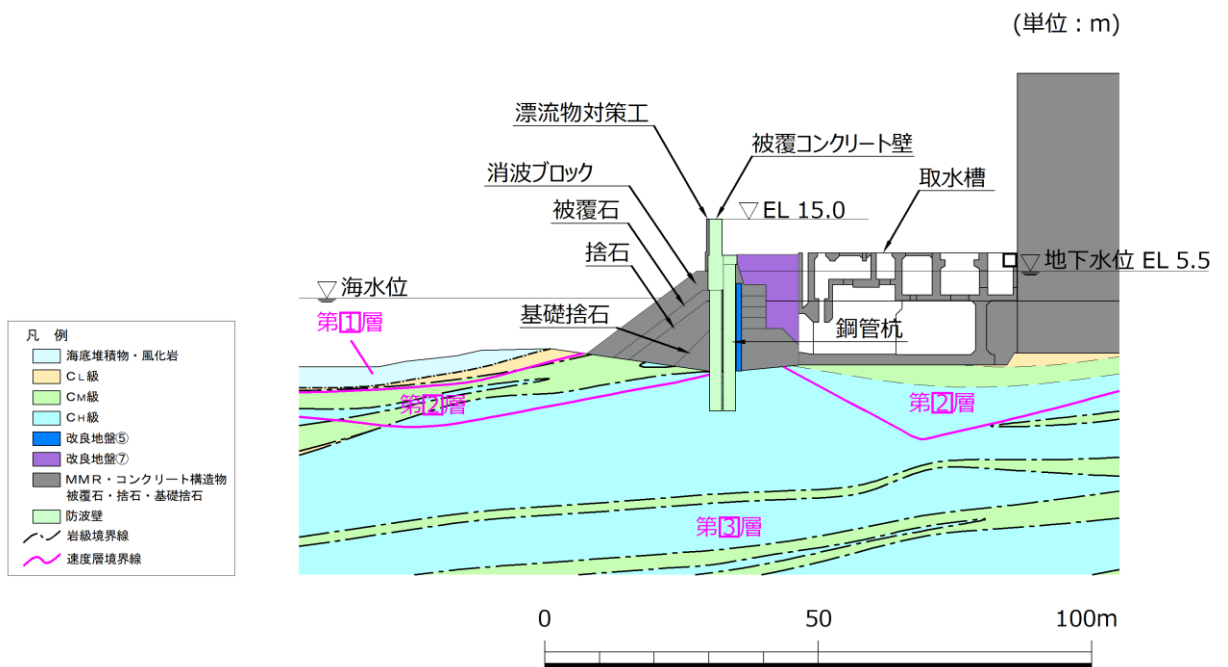 (単位：m)
漂流物対策工
被覆コンクリート壁
消波ブロック
取水槽
被覆石
EL 15.0
捨石
地下水位 EL 5.5
海水位
第1層
基礎捨石
鋼管杭
凡 例
海底堆積物・風化岩
CL級
CM級
CH級
改良地盤⑤
改良地盤⑦
MMR・コンクリート構造物
被覆石・捨石・基礎捨石
防波壁
岩級境界線
速度層境界線
第2層
第2層
第3層
0
50
100m